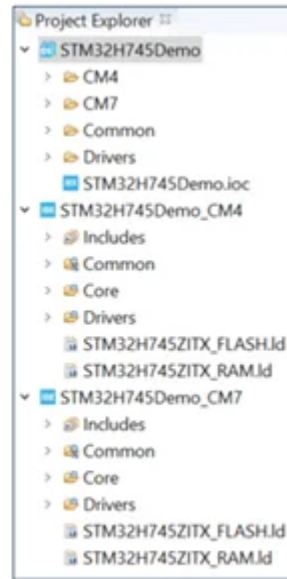 Project Explorer
STM32H745Demo
CM4
CM7
Common
Drivers
STM32H745Demo.ioc
STM32H745Demo_CM4
Includes
Common
Core
Drivers
STM32H745ZITX_FLASH.ld
STM32H745ZITX_RAM.ld
STM32H745Demo_CM7
Includes
Common
Core
Drivers
STM32H745ZITX_FLASH.ld
STM32H745ZITX_RAM.ld